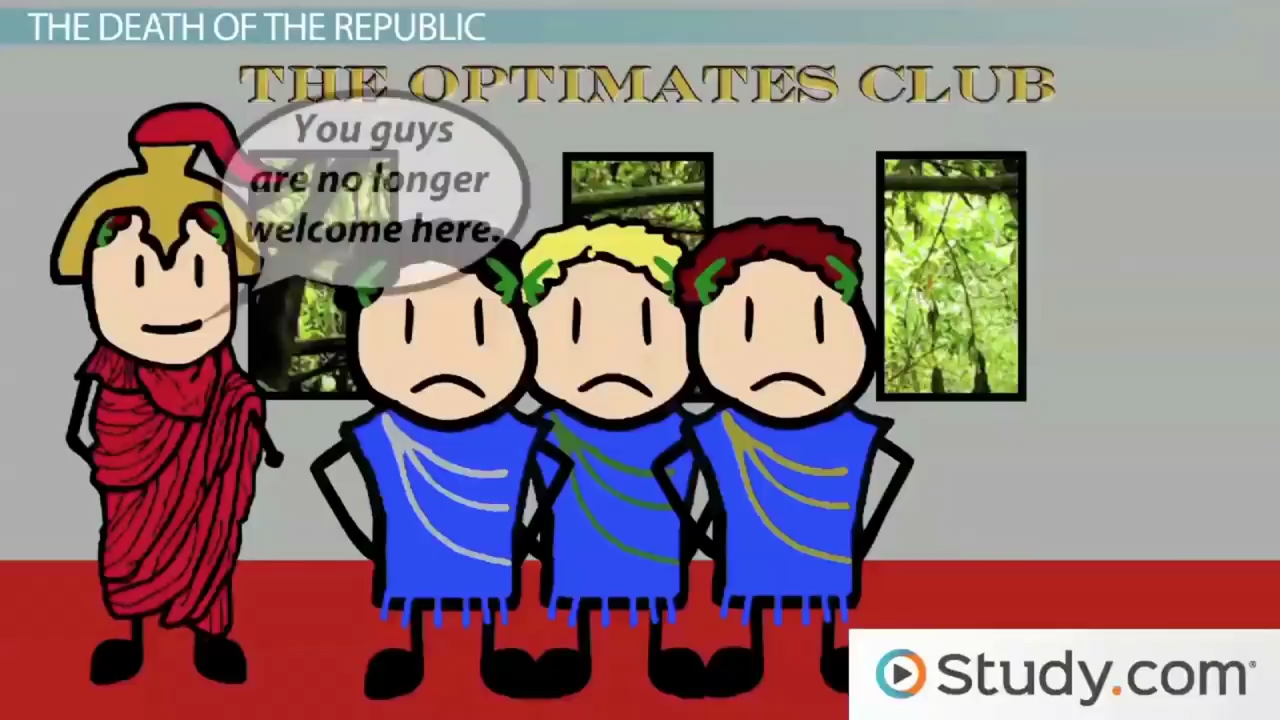 THE DEATH OF THE REPUBLIC
THE OPTIMATES CLUB
You guys
are no longer
welcome here.
Study.com